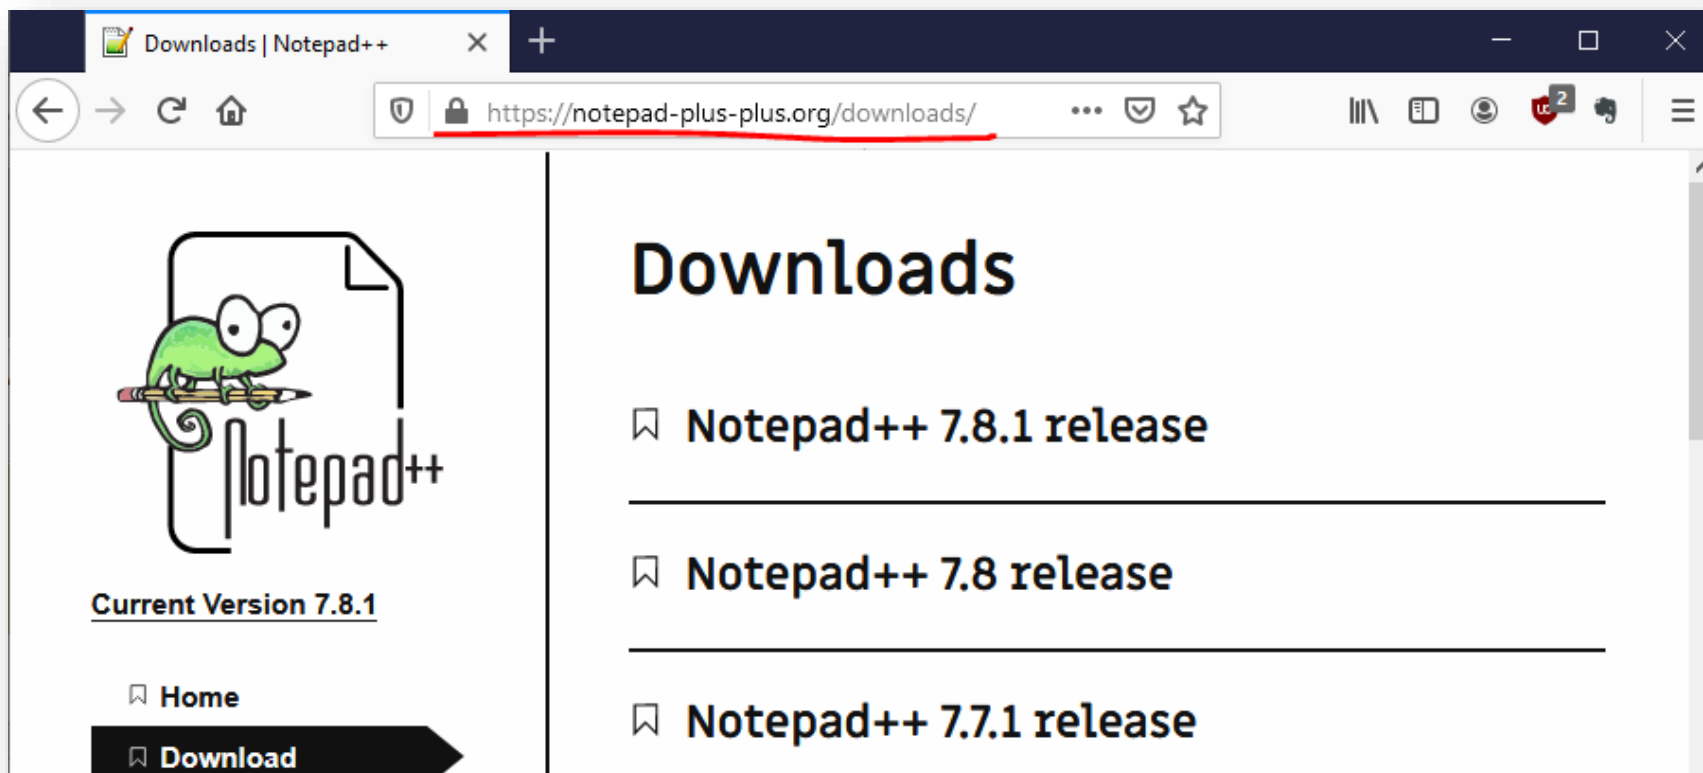 Downloads | Notepad++
https://notepad-plus-plus.org/downloads/
2
Notepad++
Current Version 7.8.1
Home
Download
Downloads
Notepad++ 7.8.1 release
Notepad++ 7.8 release
Notepad++ 7.7.1 release